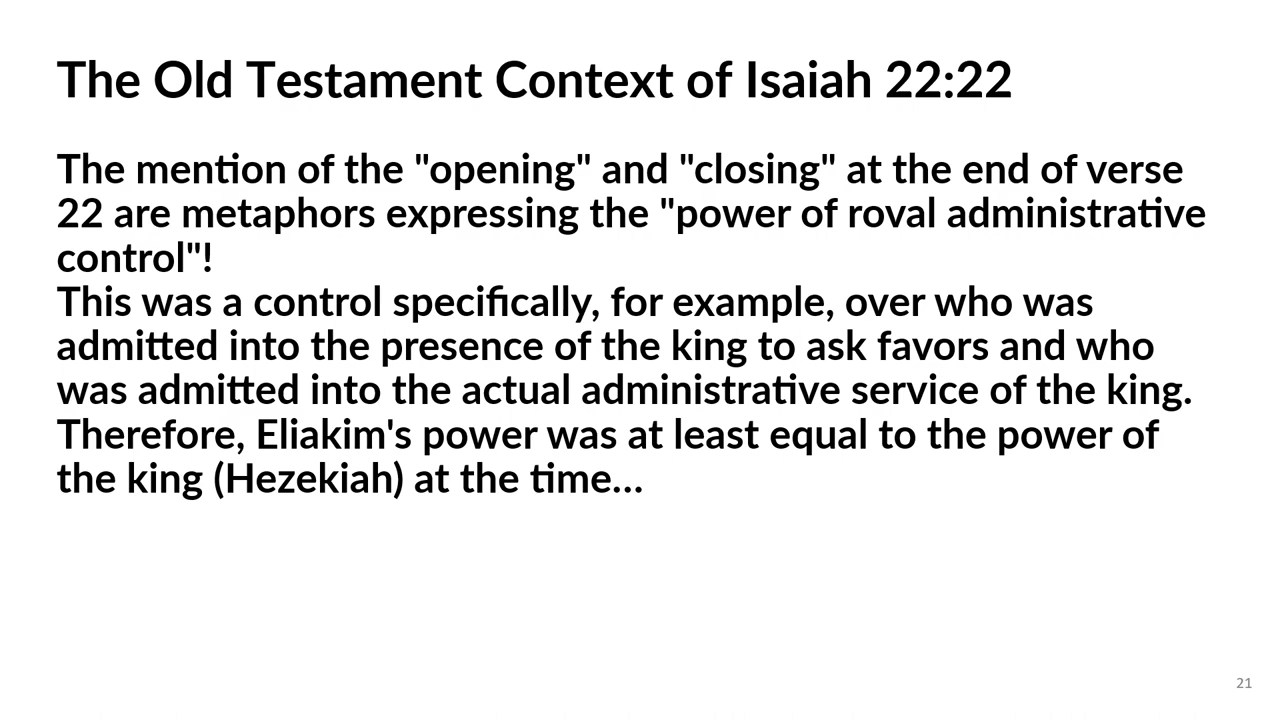 The Old Testament Context of Isaiah 22:22
The mention of the "opening" and "closing" at the end of verse
22 are metaphors expressing the "power of roval administrative
control"!
This was a control specifically, for example, over who was
admitted into the presence of the king to ask favors and who
was admitted into the actual administrative service of the king.
Therefore, Eliakim's power was at least equal to the power of
the king (Hezekiah) at the time...
21